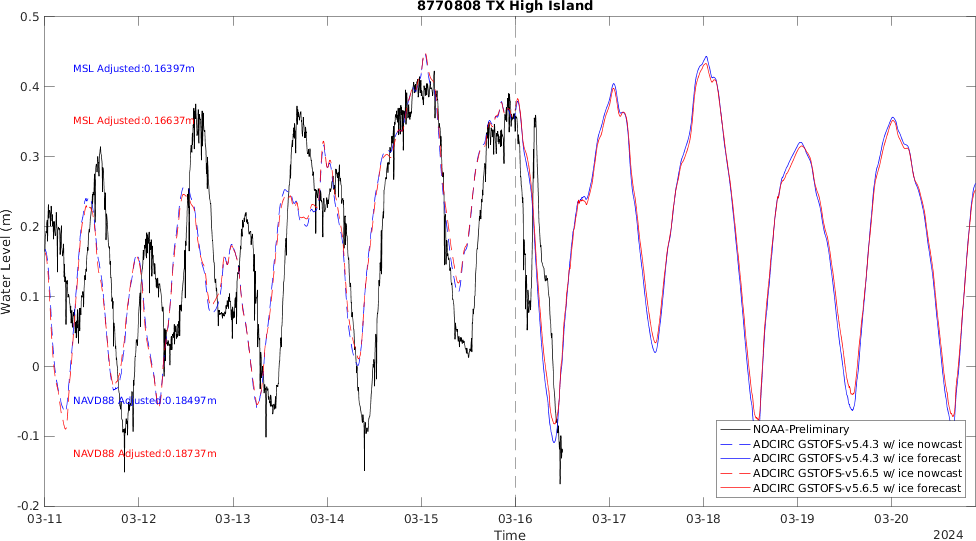 8770808 TX High Island
0.5
0.4
0.3
0.2
0.1
0
-0.1
-0.2
Water Level (m)
MSL Adjusted:0.16397m
MSL Adjusted:0.16637m
NAVD88 Adjusted:0.18497m
NAVD88 Adjusted:0.18737m
NOAA-Preliminary
ADCIRC GSTOFS-v5.4.3 w/ ice nowcast
ADCIRC GSTOFS-v5.4.3 w/ ice forecast
ADCIRC GSTOFS-v5.6.5 w/ ice nowcast
ADCIRC GSTOFS-v5.6.5 w/ ice forecast
03-11 03-12 03-13 03-14 03-15 03-16 03-17 03-18 03-19 03-20
Time
2024